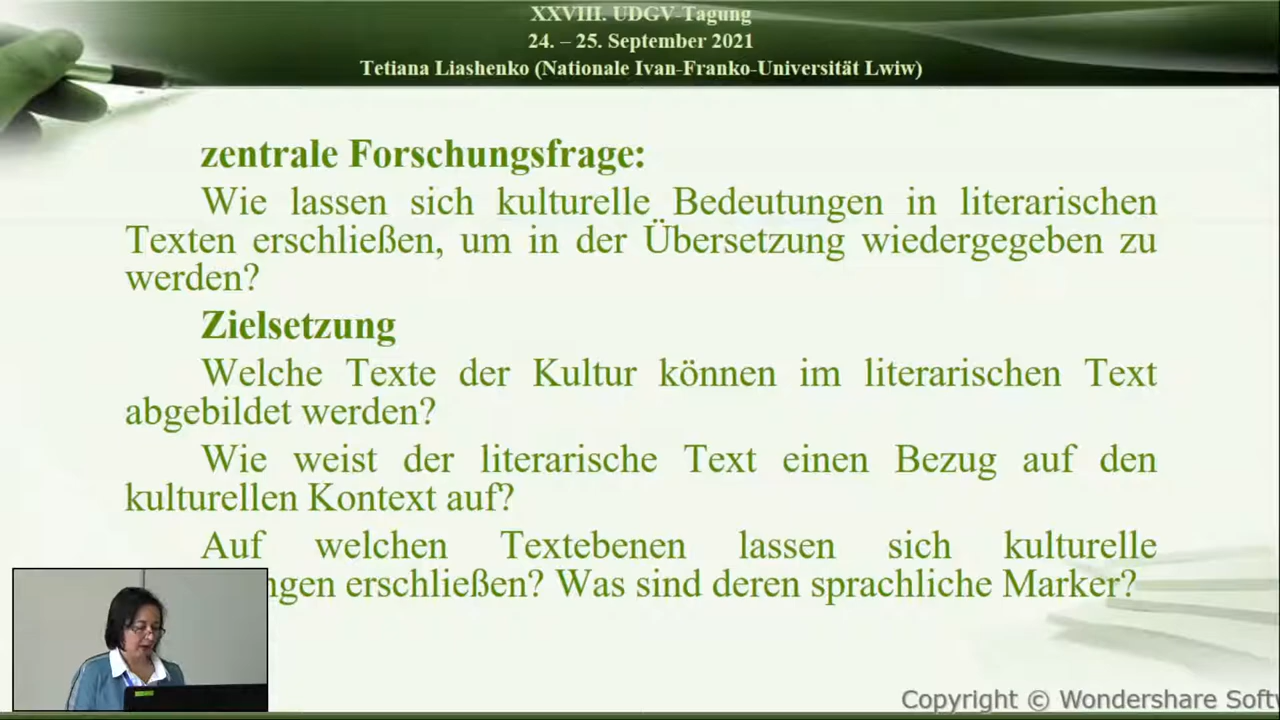 XXVIII. UDGV-Tagung
24. – 25. September 2021
Tetiana Liashenko (Nationale Ivan-Franko-Universität Lwiw)
zentrale Forschungsfrage:
Wie lassen sich kulturelle Bedeutungen in literarischen
Texten erschließen, um in der Übersetzung wiedergegeben zu
werden?
Zielsetzung
Welche Texte der Kultur können im literarischen Text
abgebildet werden?
Wie weist der literarische Text einen Bezug auf den
kulturellen Kontext auf?
Auf welchen Textebenen lassen sich kulturelle
ngen erschließen? Was sind deren sprachliche Marker?
Copyright © Wondershare Soft